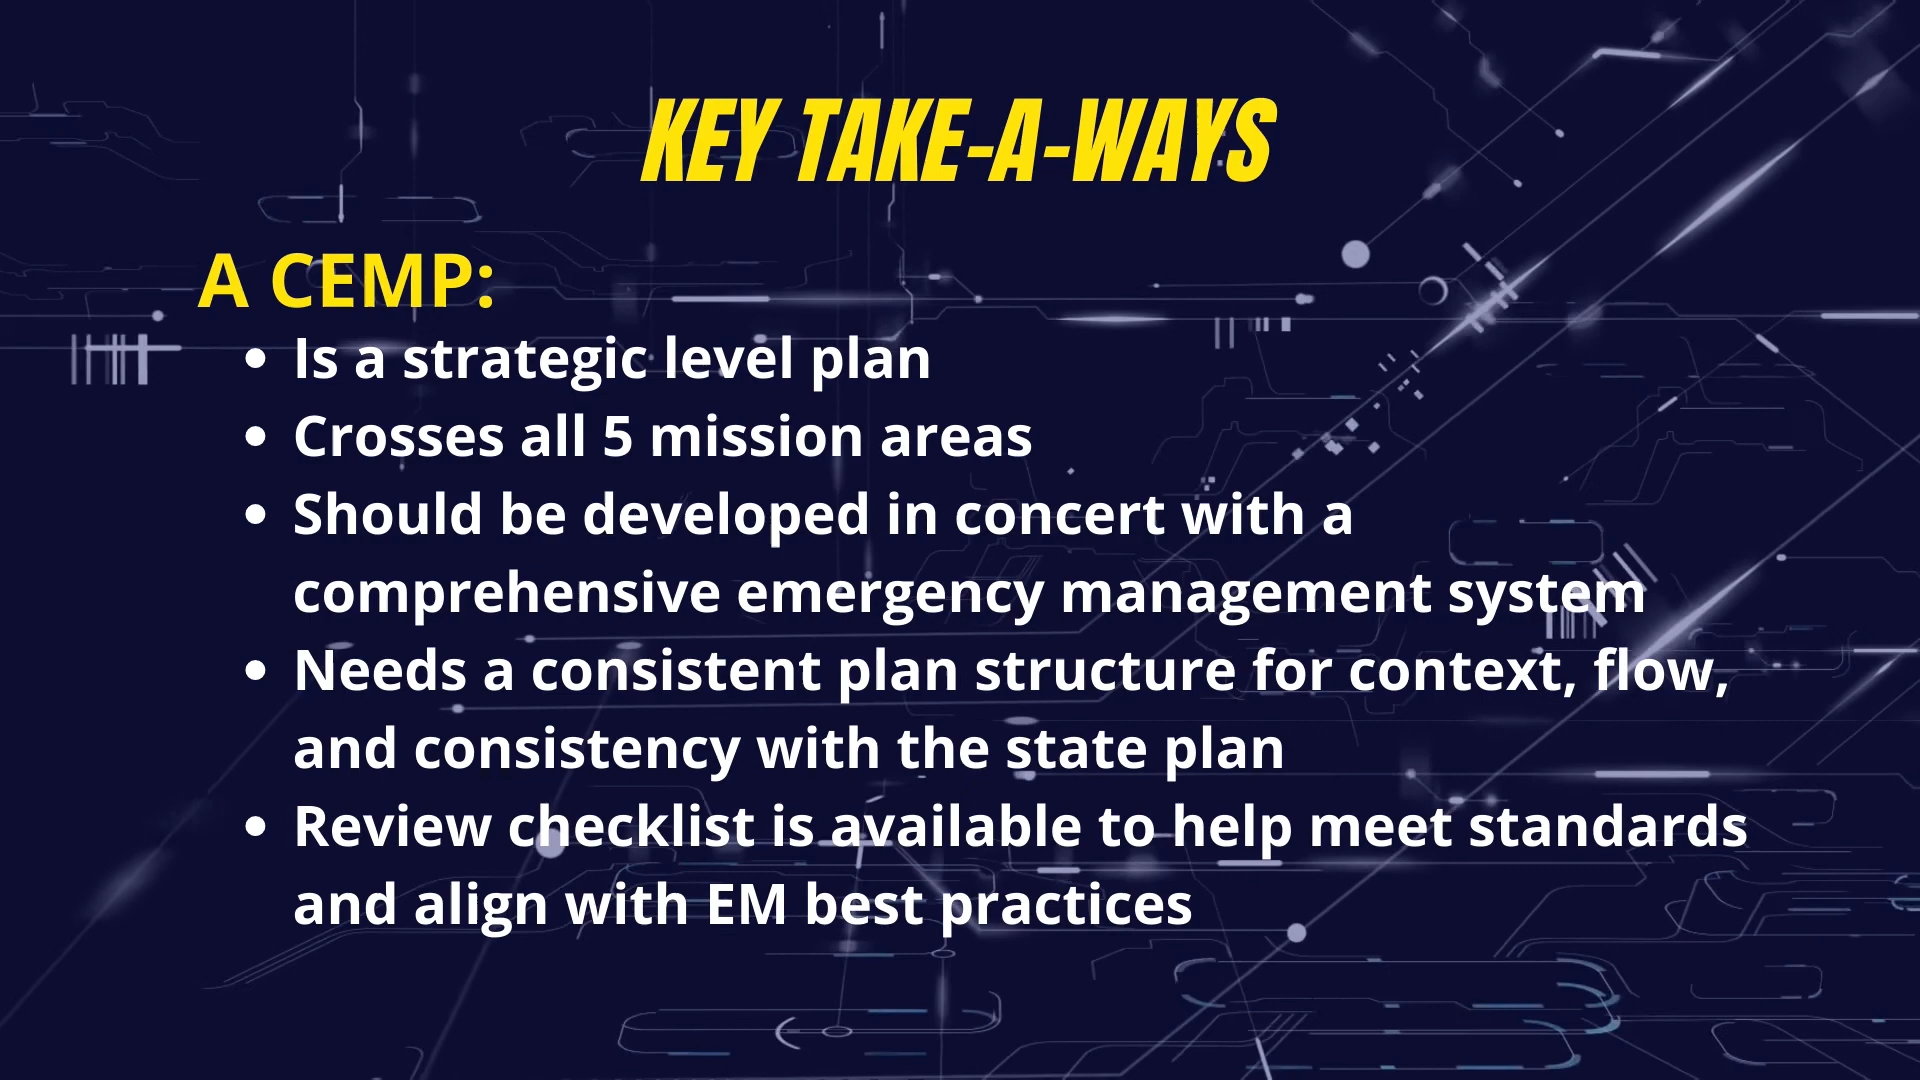 KEY TAKE-A-WAYS
A CEMP:
• Is a strategic level plan
• Crosses all 5 mission areas
• Should be developed in concert with a
comprehensive emergency management system
• Needs a consistent plan structure for context, flow,
and consistency with the state plan
• Review checklist is available to help meet standards
and align with EM best practices